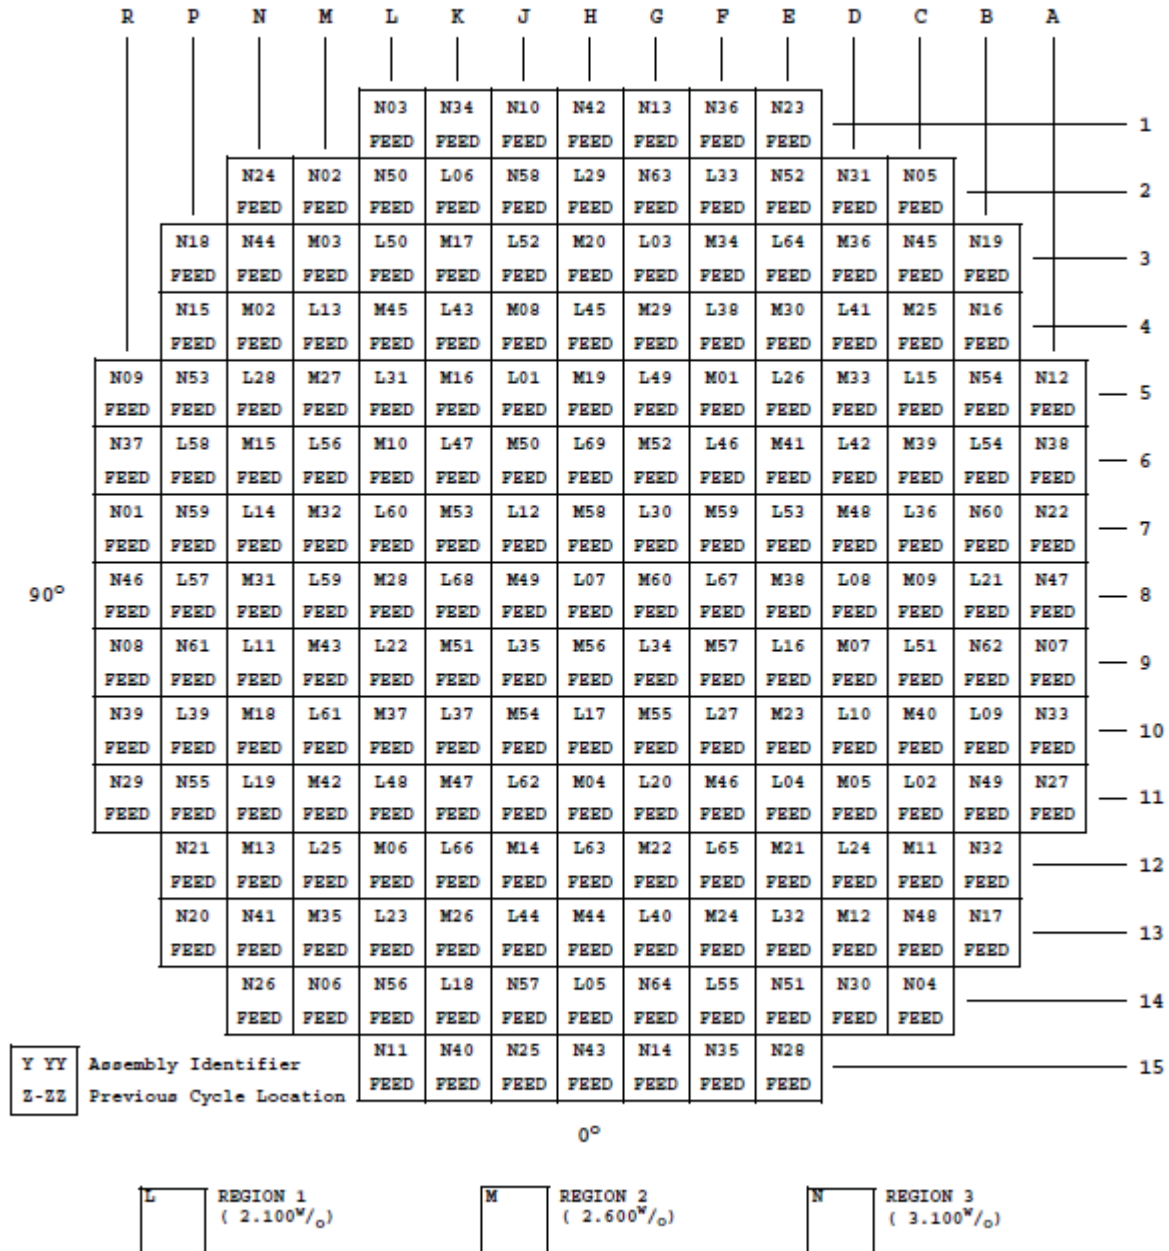 R P N M L K J H G F E D C B A
N03 N34 N10 N42 N13 N36 N23
FEED FEED FEED FEED FEED FEED FEED
1
N24 N02 N50 L06 N58 L29 N63 L33 N52 N31 N05
FEED FEED FEED FEED FEED FEED FEED FEED FEED FEED FEED
2
N18 N44 M03 L50 M17 L52 M20 L03 M34 L64 M36 N45 N19
FEED FEED FEED FEED FEED FEED FEED FEED FEED FEED FEED FEED FEED
3
N15 M02 L13 M45 L43 M08 L45 M29 L38 M30 L41 M25 N16
FEED FEED FEED FEED FEED FEED FEED FEED FEED FEED FEED FEED FEED
4
N09 N53 L28 M27 L31 M16 L01 M19 L49 M01 L26 M33 L15 N54 N12
FEED FEED FEED FEED FEED FEED FEED FEED FEED FEED FEED FEED FEED FEED FEED
5
N37 L58 M15 L56 M10 L47 M50 L69 M52 L46 M41 L42 M39 L54 N38
FEED FEED FEED FEED FEED FEED FEED FEED FEED FEED FEED FEED FEED FEED FEED
6
N01 N59 L14 M32 L60 M53 L12 M58 L30 M59 L53 M48 L36 N60 N22
FEED FEED FEED FEED FEED FEED FEED FEED FEED FEED FEED FEED FEED FEED FEED
7
N46 L57 M31 L59 M28 L68 M49 L07 M60 L67 M38 L08 M09 L21 N47
FEED FEED FEED FEED FEED FEED FEED FEED FEED FEED FEED FEED FEED FEED FEED
90° 8
N08 N61 L11 M43 L22 M51 L35 M56 L34 M57 L16 M07 L51 N62 N07
FEED FEED FEED FEED FEED FEED FEED FEED FEED FEED FEED FEED FEED FEED FEED
9
N39 L39 M18 L61 M37 L37 M54 L17 M55 L27 M23 L10 M40 L09 N33
FEED FEED FEED FEED FEED FEED FEED FEED FEED FEED FEED FEED FEED FEED FEED
10
N29 N55 L19 M42 L48 M47 L62 M04 L20 M46 L04 M05 L02 N49 N27
FEED FEED FEED FEED FEED FEED FEED FEED FEED FEED FEED FEED FEED FEED FEED
11
N21 M13 L25 M06 L66 M14 L63 M22 L65 M21 L24 M11 N32
FEED FEED FEED FEED FEED FEED FEED FEED FEED FEED FEED FEED FEED
12
N20 N41 M35 L23 M26 L44 M44 L40 M24 L32 M12 N48 N17
FEED FEED FEED FEED FEED FEED FEED FEED FEED FEED FEED FEED FEED
13
N26 N06 N56 L18 N57 L05 N64 L55 N51 N30 N04
FEED FEED FEED FEED FEED FEED FEED FEED FEED FEED FEED
14
N11 N40 N25 N43 N14 N35 N28
FEED FEED FEED FEED FEED FEED FEED
15
Y YY Assembly Identifier
Z-ZZ Previous Cycle Location
0°
L REGION 1
( 2.100W/o)
M REGION 2
( 2.600W/o)
N REGION 3
( 3.100W/o)